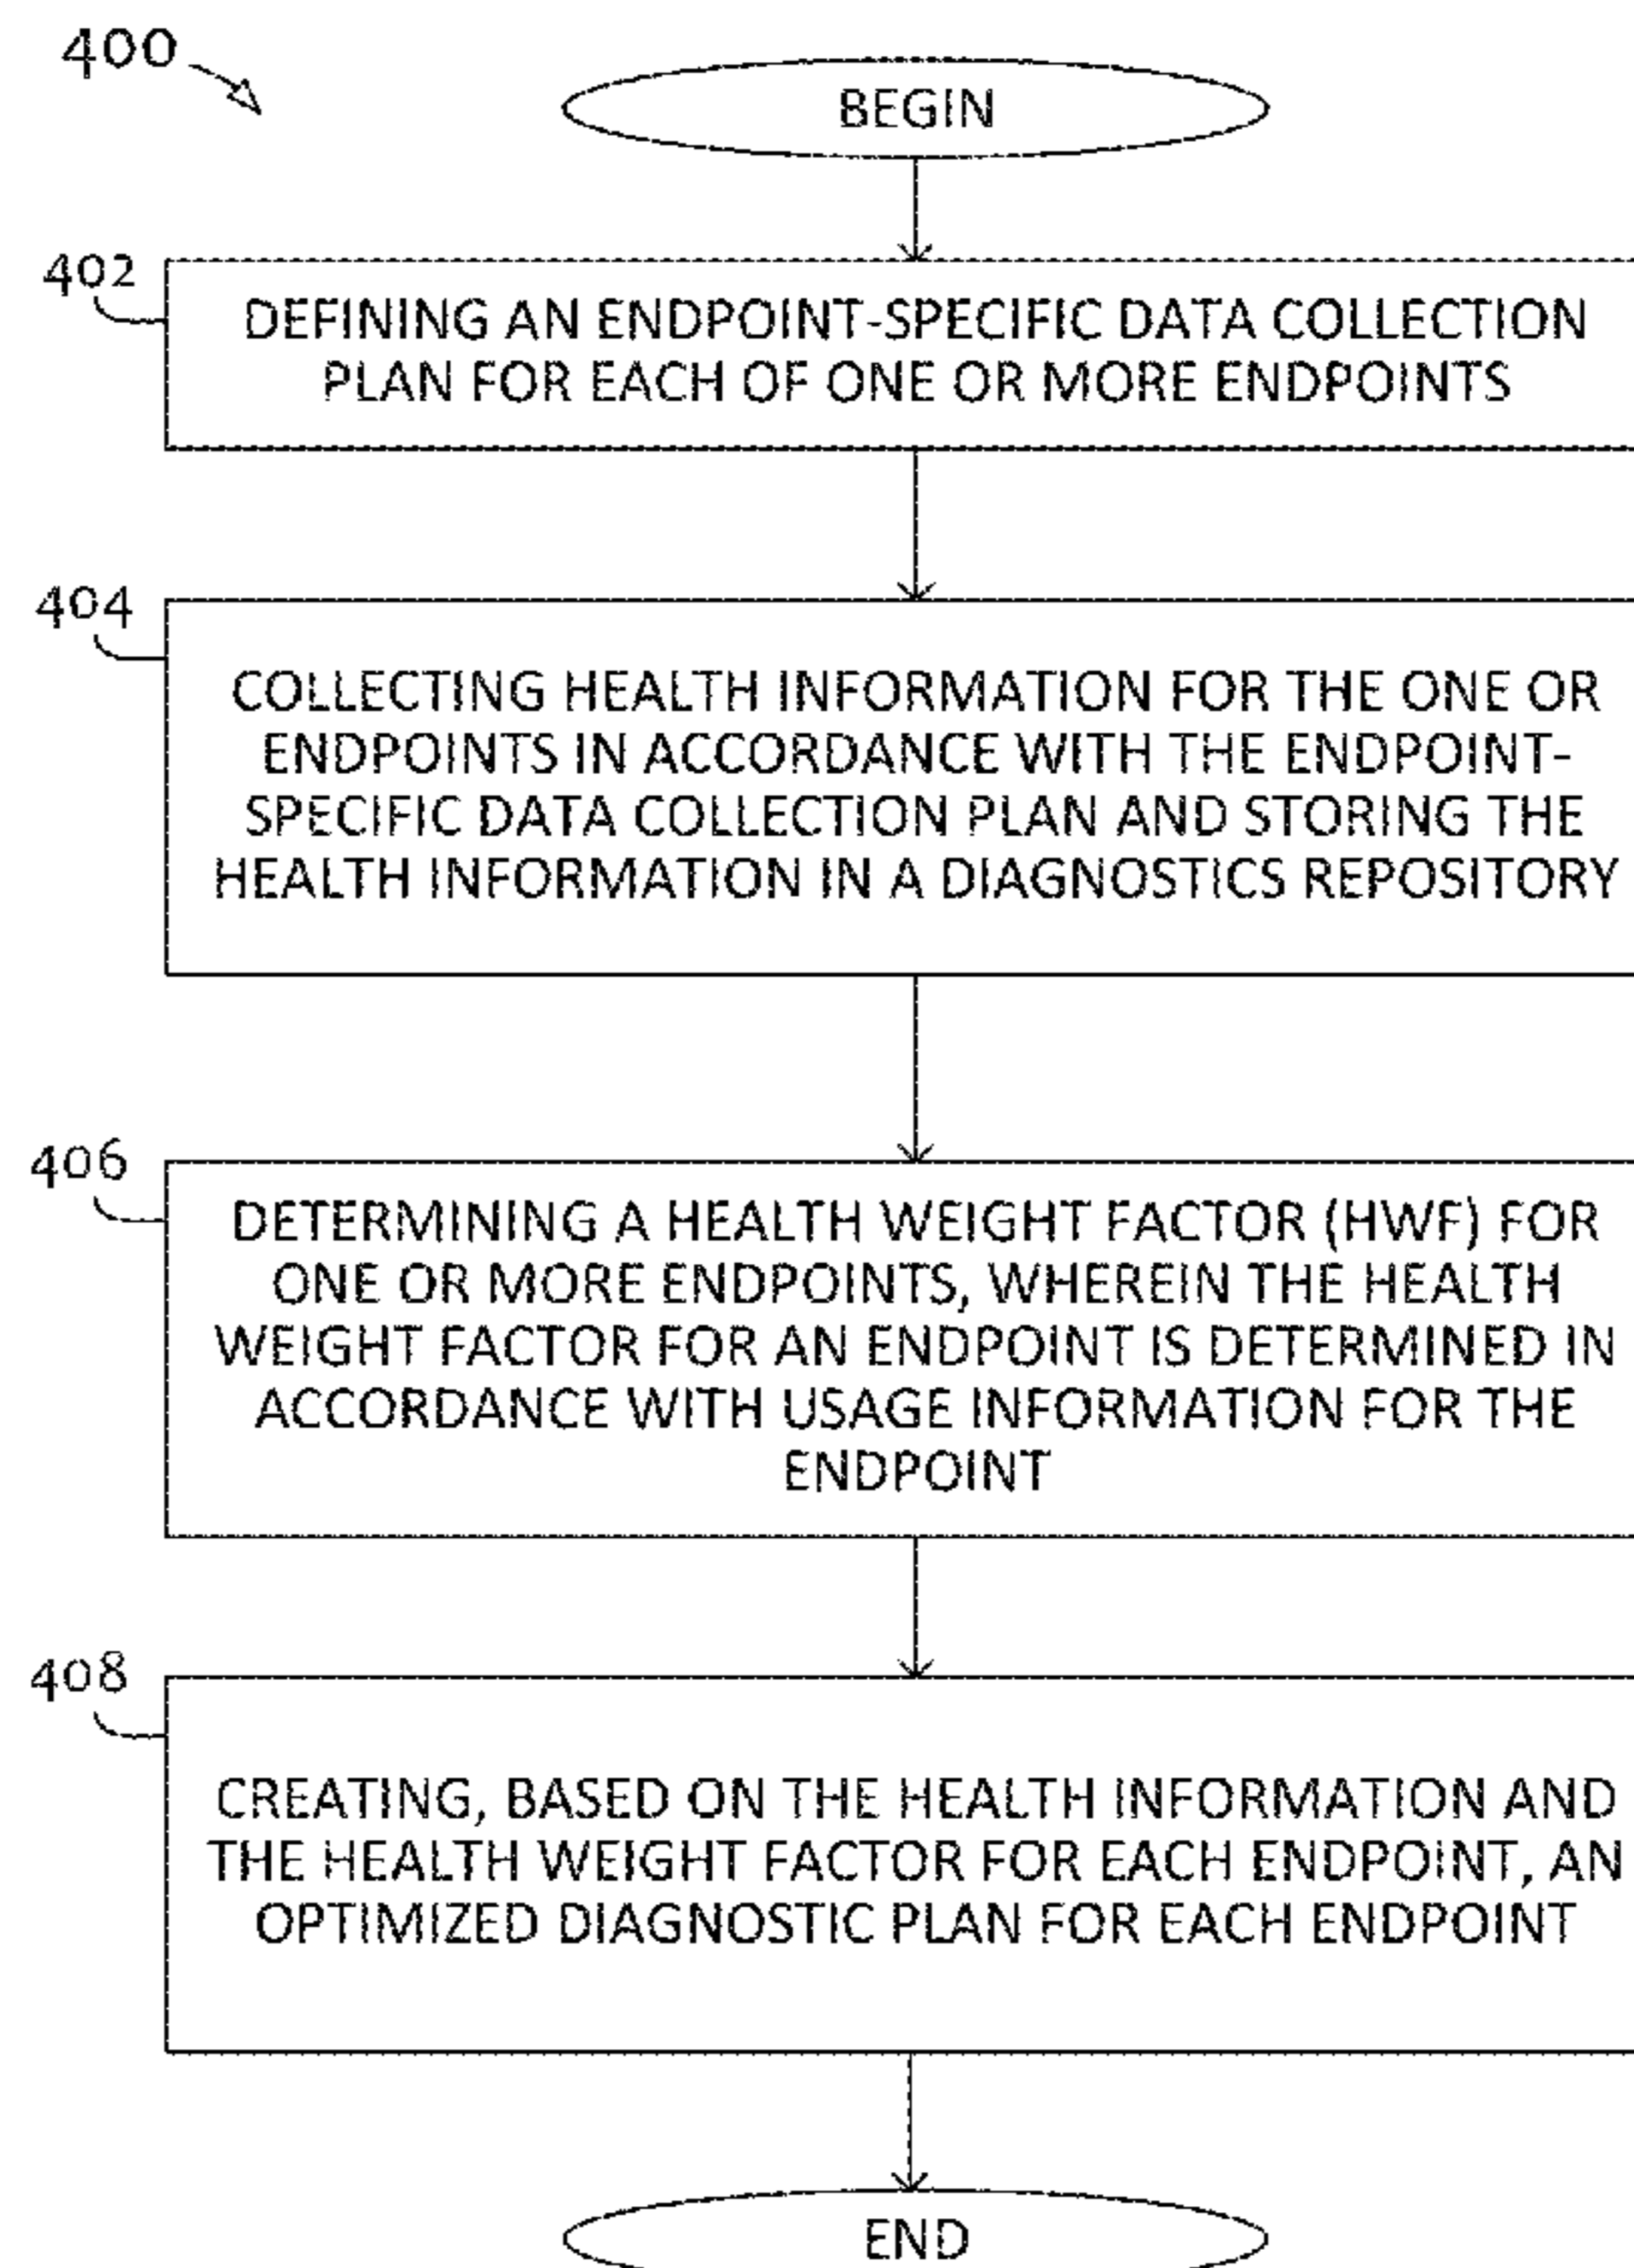 400
BEGIN
402
DEFINING AN ENDPOINT-SPECIFIC DATA COLLECTION
PLAN FOR EACH OF ONE OR MORE ENDPOINTS
404
COLLECTING HEALTH INFORMATION FOR THE ONE OR
ENDPOINTS IN ACCORDANCE WITH THE ENDPOINT-
SPECIFIC DATA COLLECTION PLAN AND STORING THE
HEALTH INFORMATION IN A DIAGNOSTICS REPOSITORY
406
DETERMINING A HEALTH WEIGHT FACTOR (HWF) FOR
ONE OR MORE ENDPOINTS, WHEREIN THE HEALTH
WEIGHT FACTOR FOR AN ENDPOINT IS DETERMINED IN
ACCORDANCE WITH USAGE INFORMATION FOR THE
ENDPOINT
408
CREATING, BASED ON THE HEALTH INFORMATION AND
THE HEALTH WEIGHT FACTOR FOR EACH ENDPOINT, AN
OPTIMIZED DIAGNOSTIC PLAN FOR EACH ENDPOINT
END